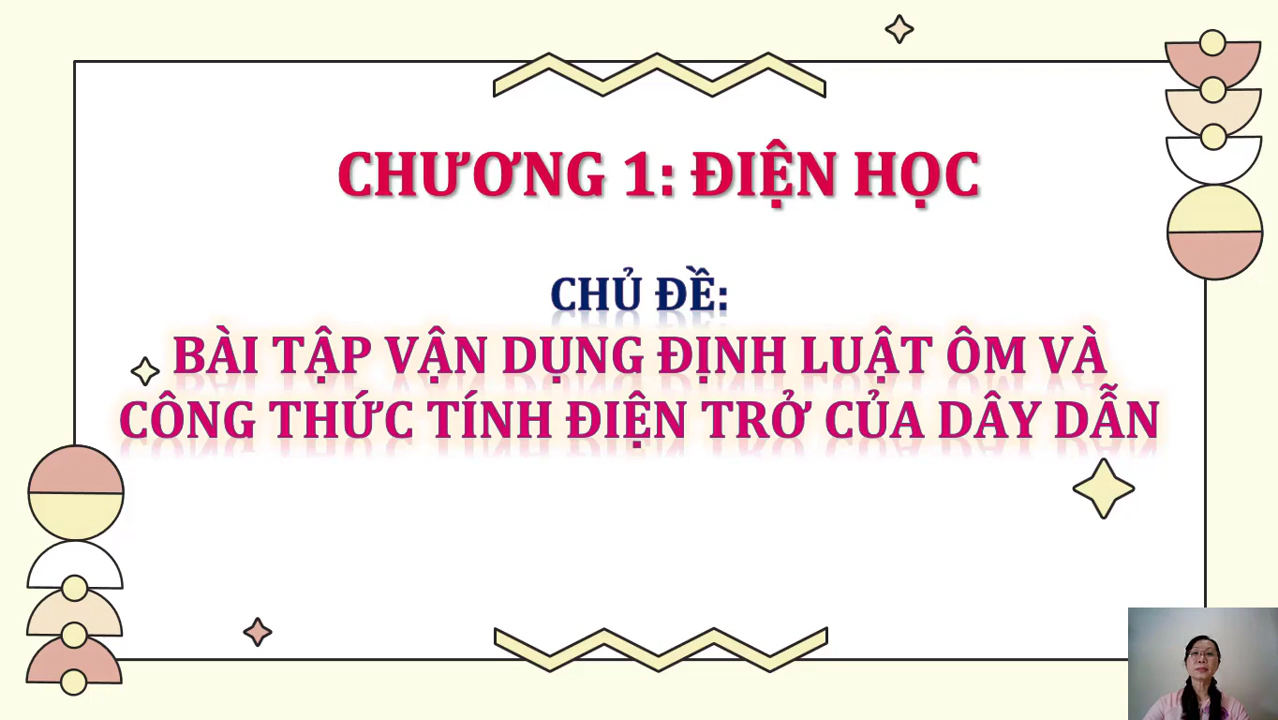 CHƯƠNG 1: ĐIỆN HỌC
CHỦ ĐỀ:
BÀI TẬP VẬN DỤNG ĐỊNH LUẬT ÔM VÀ
CÔNG THỨC TÍNH ĐIỆN TRỞ CỦA DÂY DẪN